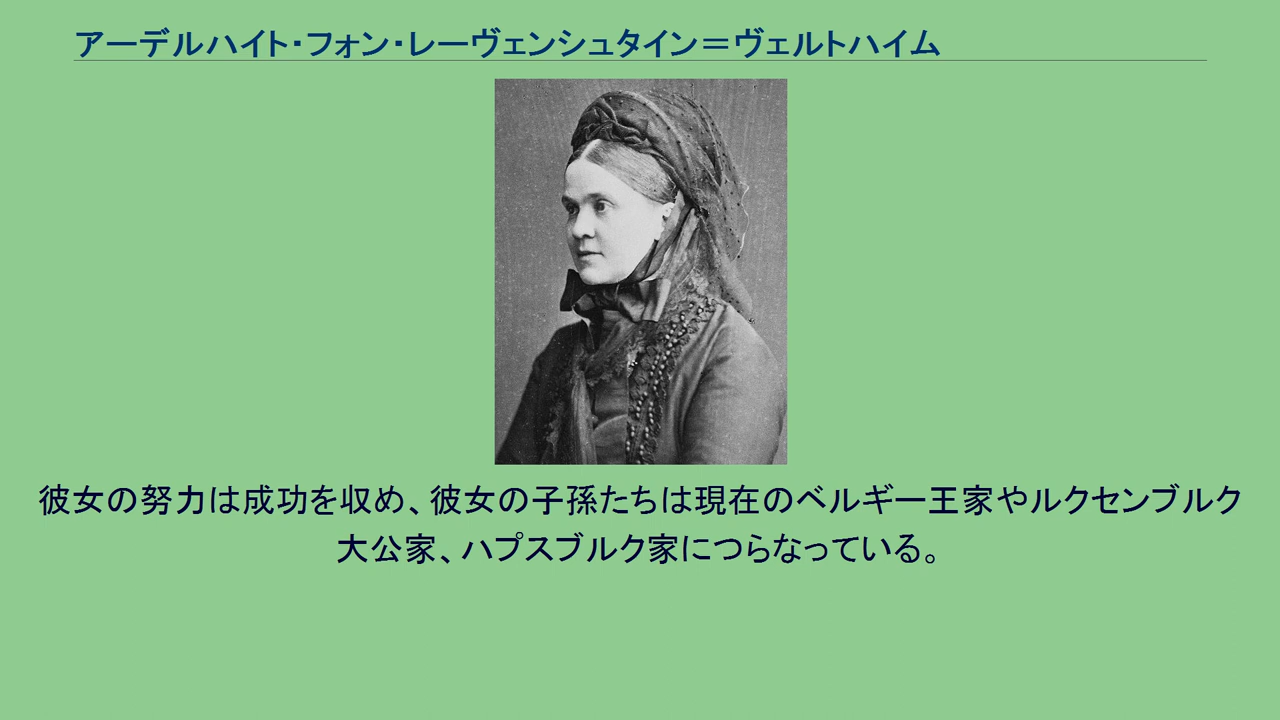 アーデルハイト・フォン・レーヴェンシュタイン＝ヴェルトハイム
彼女の努力は成功を収め、彼女の子孫たちは現在のベルギー王家やルクセンブルク
大公家、ハプスブルク家につらなっている。